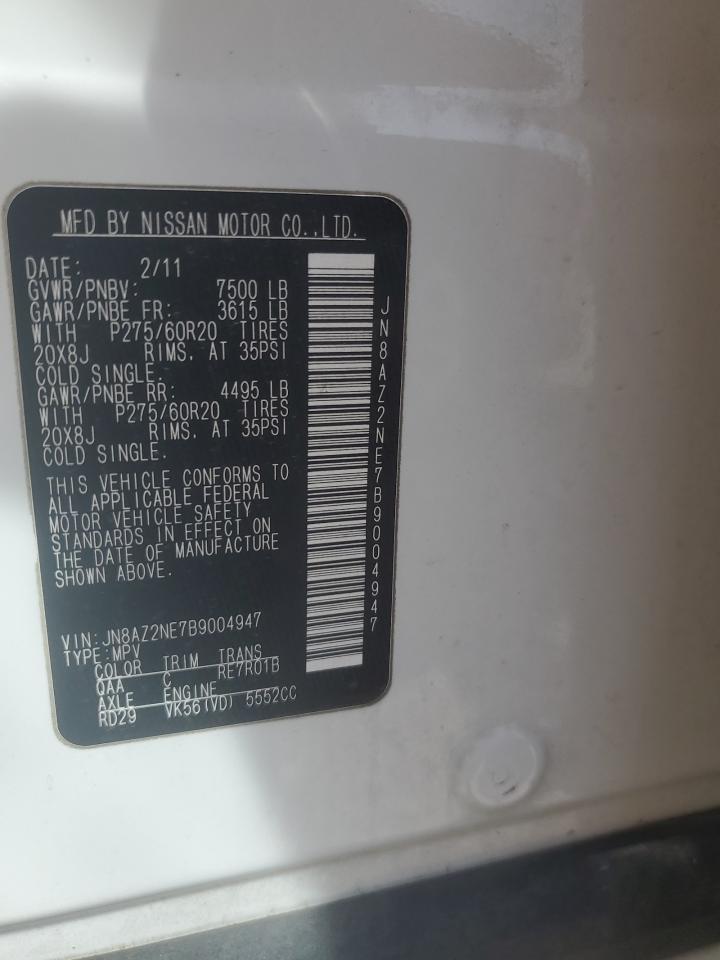 MFD BY NISSAN MOTOR CO.,LTD.
DATE: 2/11
GVWR/PNBV: 7500 LB
GAWR/PNBE FR: 3615 LB
WITH P275/60R20 TIRES
20X8J RIMS. AT 35PSI
COLD SINGLE.
GAWR/PNBE RR: 4495 LB
WITH P275/60R20 TIRES
20X8J RIMS. AT 35PSI
COLD SINGLE.
THIS VEHICLE CONFORMS TO
ALL APPLICABLE FEDERAL
MOTOR VEHICLE SAFETY
STANDARDS IN EFFECT ON
THE DATE OF MANUFACTURE
SHOWN ABOVE.
VIN:JN8AZ2NE7B9004947
TYPE:MPV
COLOR TRIM TRANS
QAA C RE7R01B
AXLE ENGINE
RD29 VK56(VD) 5552CC
JN8AZ2NE7B9004947